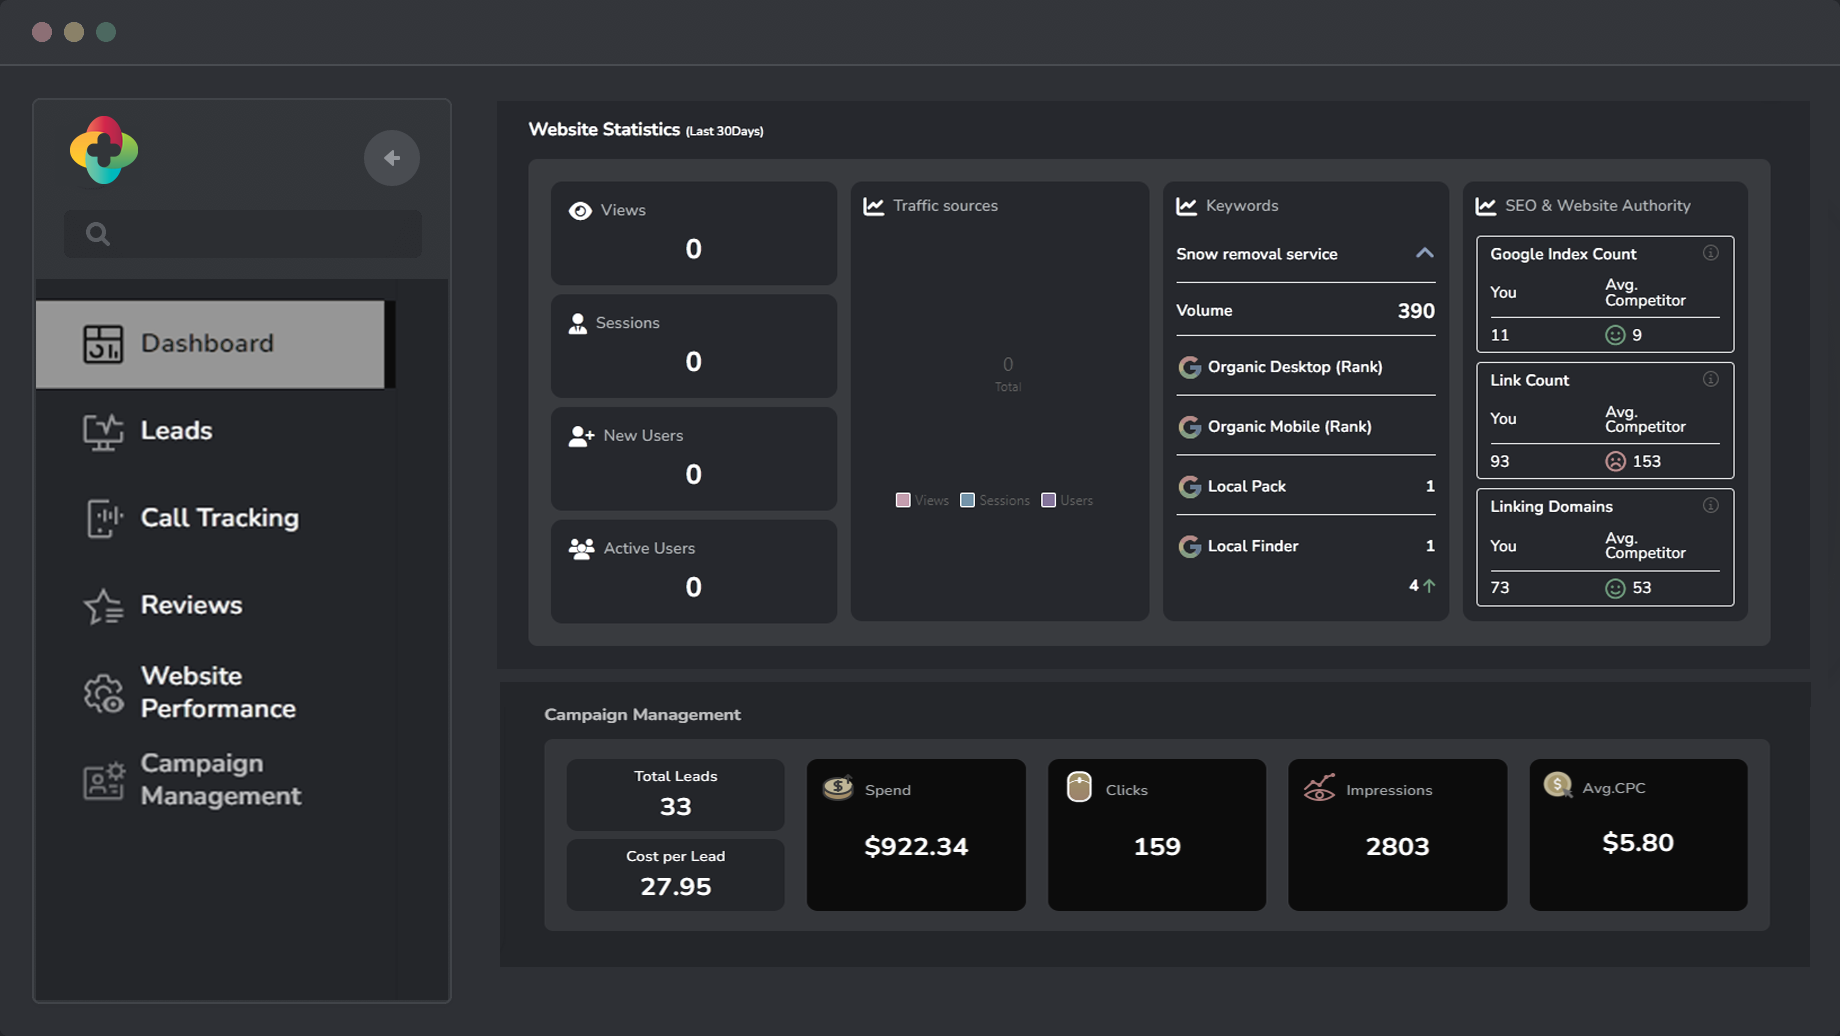 Dashboard
Leads
Call Tracking
Reviews
Website
Performance
Campaign
Management
Website Statistics (Last 30Days)
Views
0
Sessions
0
New Users
0
Active Users
0
Traffic sources
0
Total
Views Sessions Users
Keywords
Snow removal service
Volume 390
Organic Desktop (Rank)
Organic Mobile (Rank)
Local Pack 1
Local Finder 1
4
SEO & Website Authority
Google Index Count
You Avg. Competitor
11 9
Link Count
You Avg. Competitor
93 153
Linking Domains
You Avg. Competitor
73 53
Campaign Management
Total Leads
33
Cost per Lead
27.95
Spend
$922.34
Clicks
159
Impressions
2803
Avg.CPC
$5.80